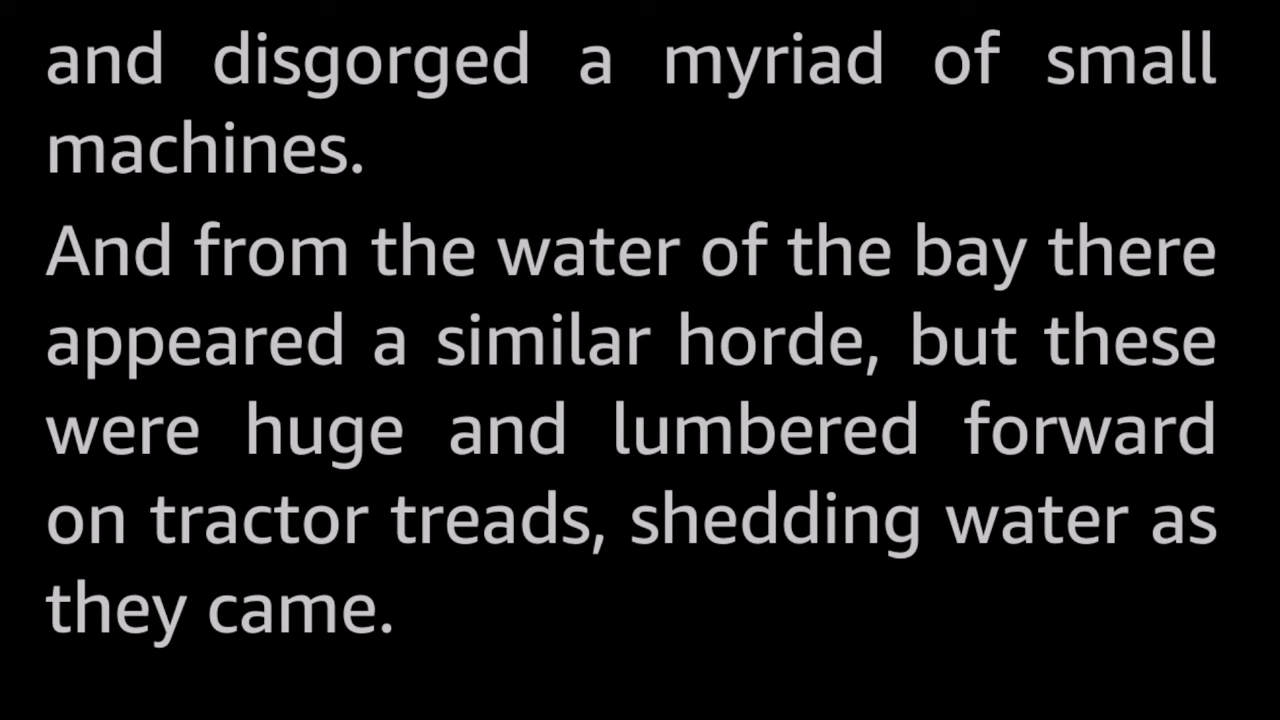 and disgorged a myriad of small
machines.
And from the water of the bay there
appeared a similar horde, but these
were huge and lumbered forward
on tractor treads, shedding water as
they came.